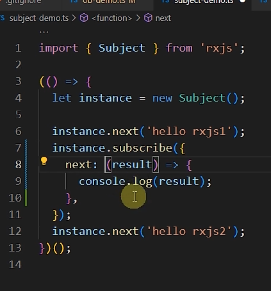 .gitignore ob-demo.ts M subject-demo.ts
subject-demo.ts > <function> > next
...
1 import { Subject } from 'rxjs';
2
3 (() => {
4 let instance = new Subject();
5
6 instance.next('hello rxjs1');
7 instance.subscribe({
8 next: (result) => {
9 console.log(result);
10 },
11 });
12 instance.next('hello rxjs2');
13 })();
14